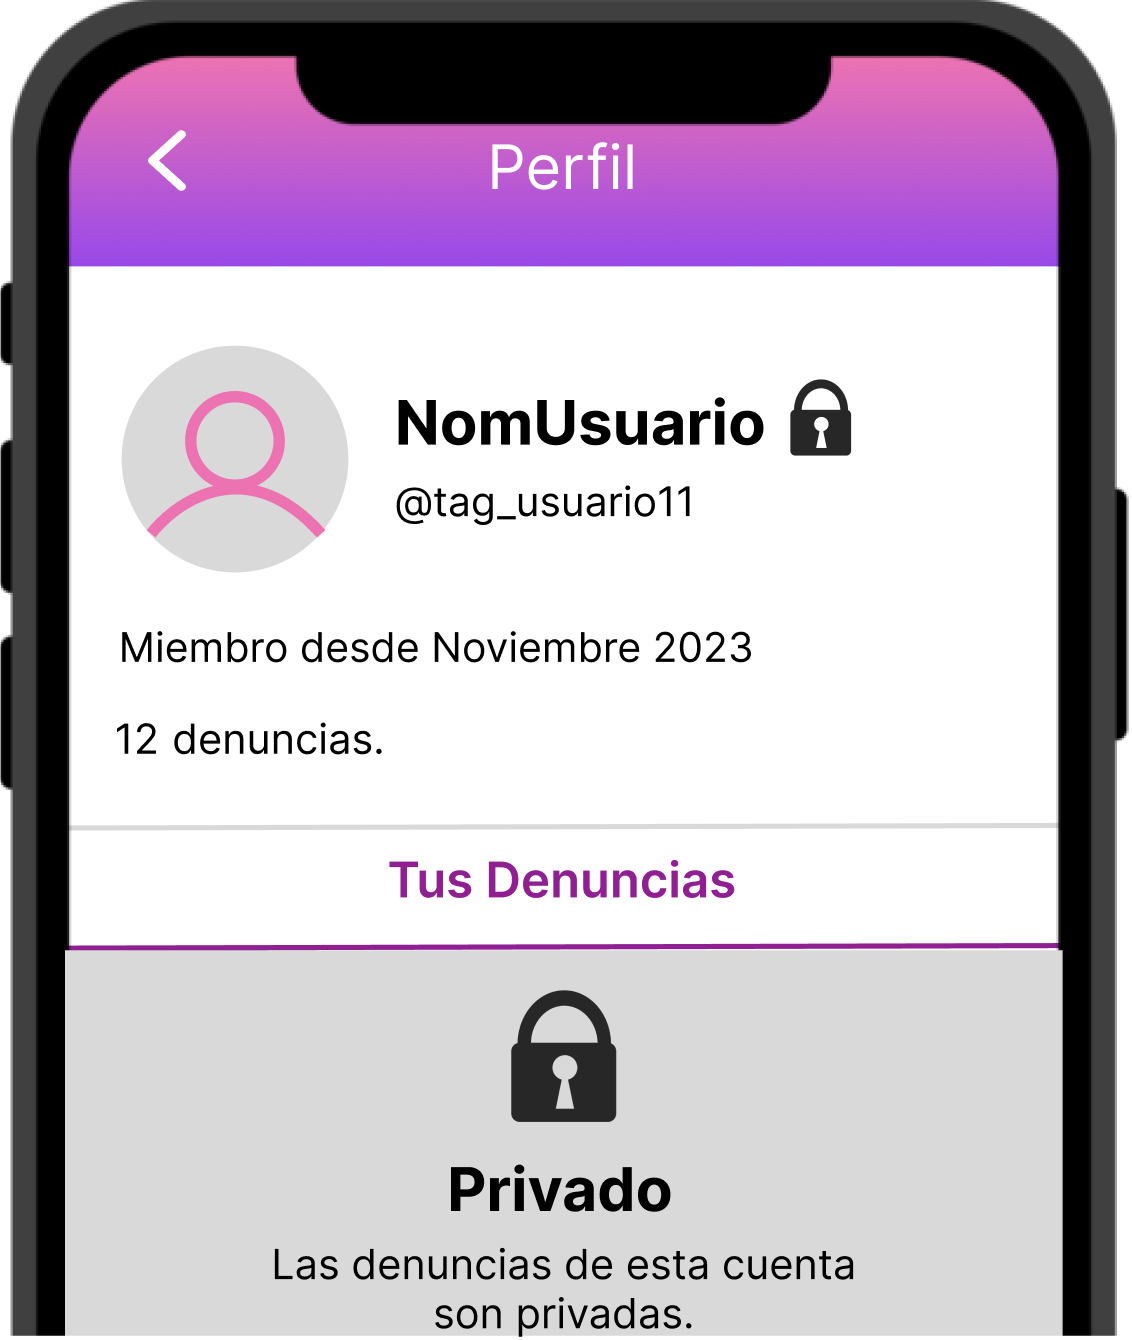 Perfil
NomUsuario
@tag_usuario11
Miembro desde Noviembre 2023
12 denuncias.
Tus Denuncias
Privado
Las denuncias de esta cuenta
son privadas.